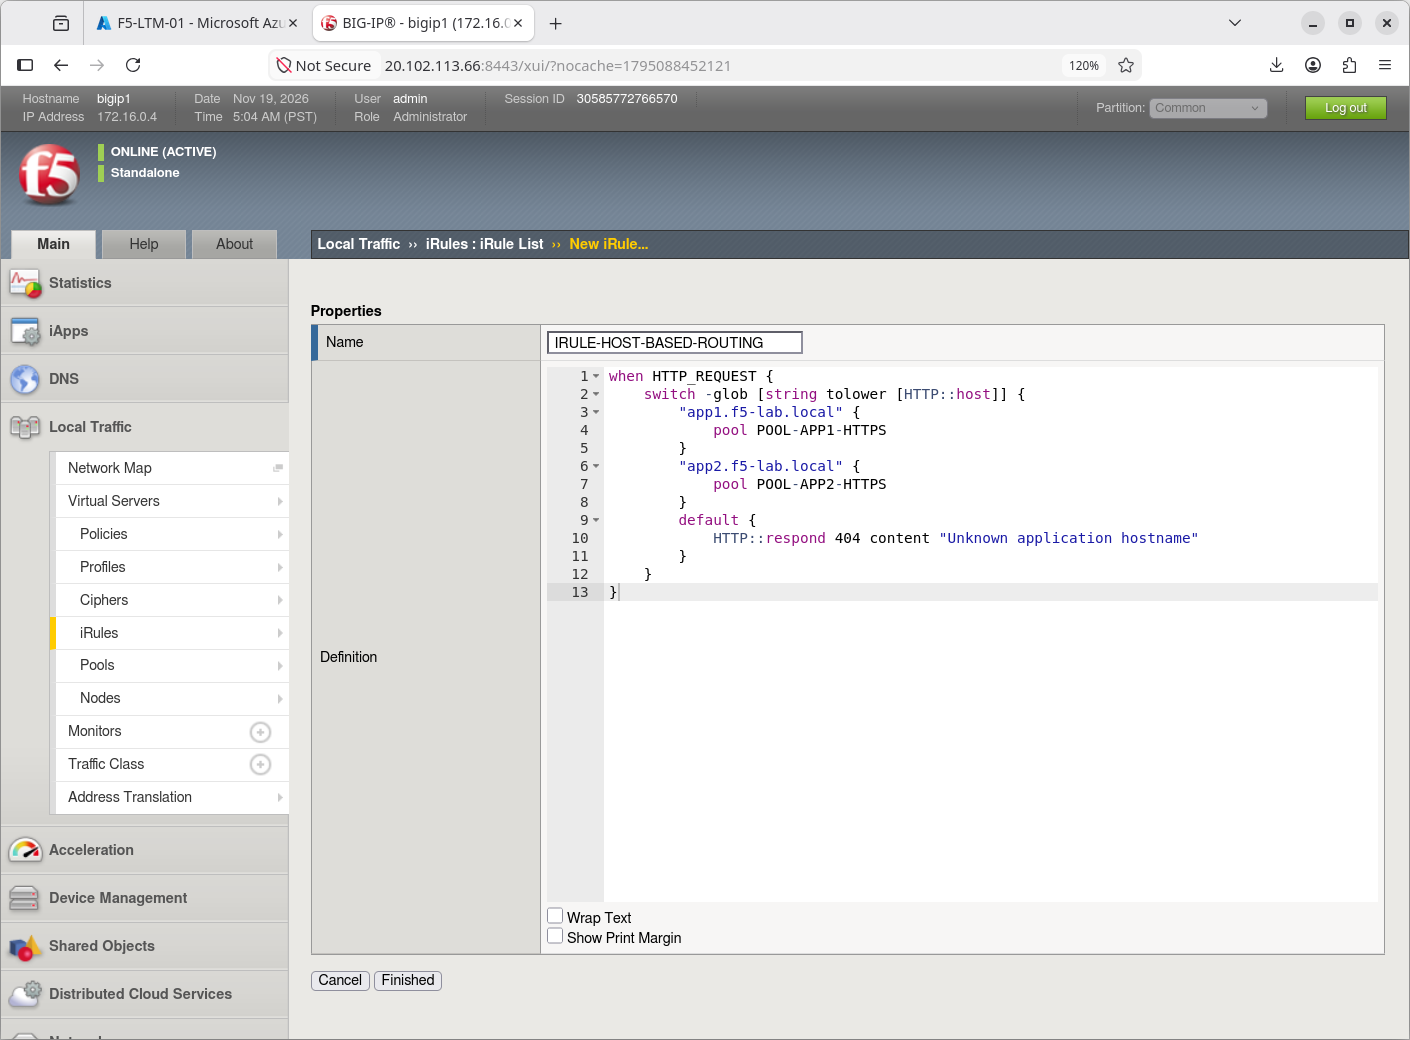 F5-LTM-01 - Microsoft Azu
BIG-IP® - bigip1 (172.16.0
Not Secure 20.102.113.66:8443/xui/?nocache=1795088452121 120%
Hostname bigip1 Date Nov 19, 2026 User admin Session ID 30585772766570
IP Address 172.16.0.4 Time 5:04 AM (PST) Role Administrator
Partition: Common Log out
f5
ONLINE (ACTIVE)
Standalone
Main Help About
Local Traffic ›› iRules : iRule List ›› New iRule...
Statistics
iApps
DNS
Local Traffic
Network Map
Virtual Servers
Policies
Profiles
Ciphers
iRules
Pools
Nodes
Monitors
Traffic Class
Address Translation
Acceleration
Device Management
Shared Objects
Distributed Cloud Services
Properties
Name IRULE-HOST-BASED-ROUTING
Definition
1 when HTTP_REQUEST {
2 switch -glob [string tolower [HTTP::host]] {
3 "app1.f5-lab.local" {
4 pool POOL-APP1-HTTPS
5 }
6 "app2.f5-lab.local" {
7 pool POOL-APP2-HTTPS
8 }
9 default {
10 HTTP::respond 404 content "Unknown application hostname"
11 }
12 }
13 }
Wrap Text
Show Print Margin
Cancel Finished